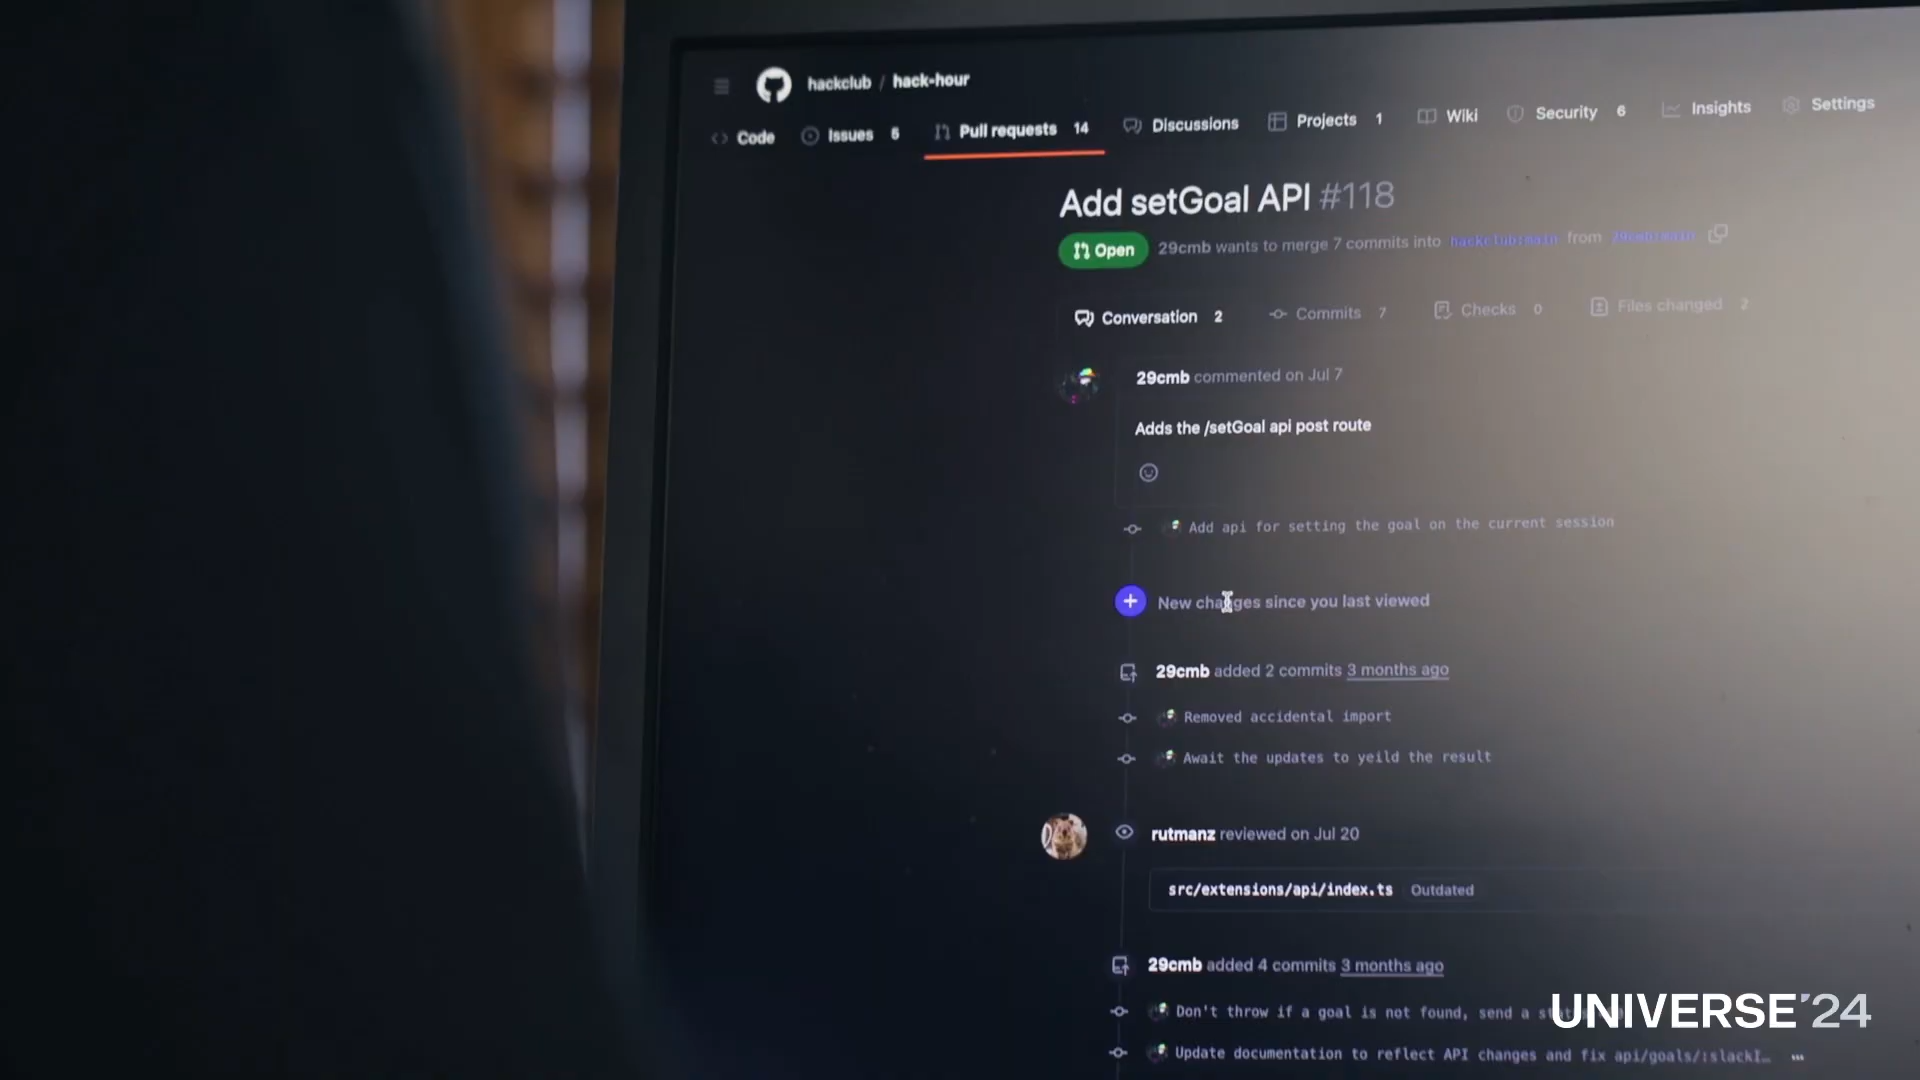 hackclub / hack-hour
Code Issues 6 Pull requests 14 Discussions Projects 1 Wiki Security 6 Insights Settings
Add setGoal API #118
Open 29cmb wants to merge 7 commits into hackclub:main from 29cmb:main
Conversation 2 Commits 7 Checks 0 Files changed 2
29cmb commented on Jul 7
Adds the /setGoal api post route
Add api for setting the goal on the current session
New changes since you last viewed
29cmb added 2 commits 3 months ago
Removed accidental import
Await the updates to yeild the result
rutmanz reviewed on Jul 20
src/extensions/api/index.ts Outdated
29cmb added 4 commits 3 months ago
Don't throw if a goal is not found, send a
Update documentation to reflect API changes and fix api/goals/:slackI… …
UNIVERSE'24